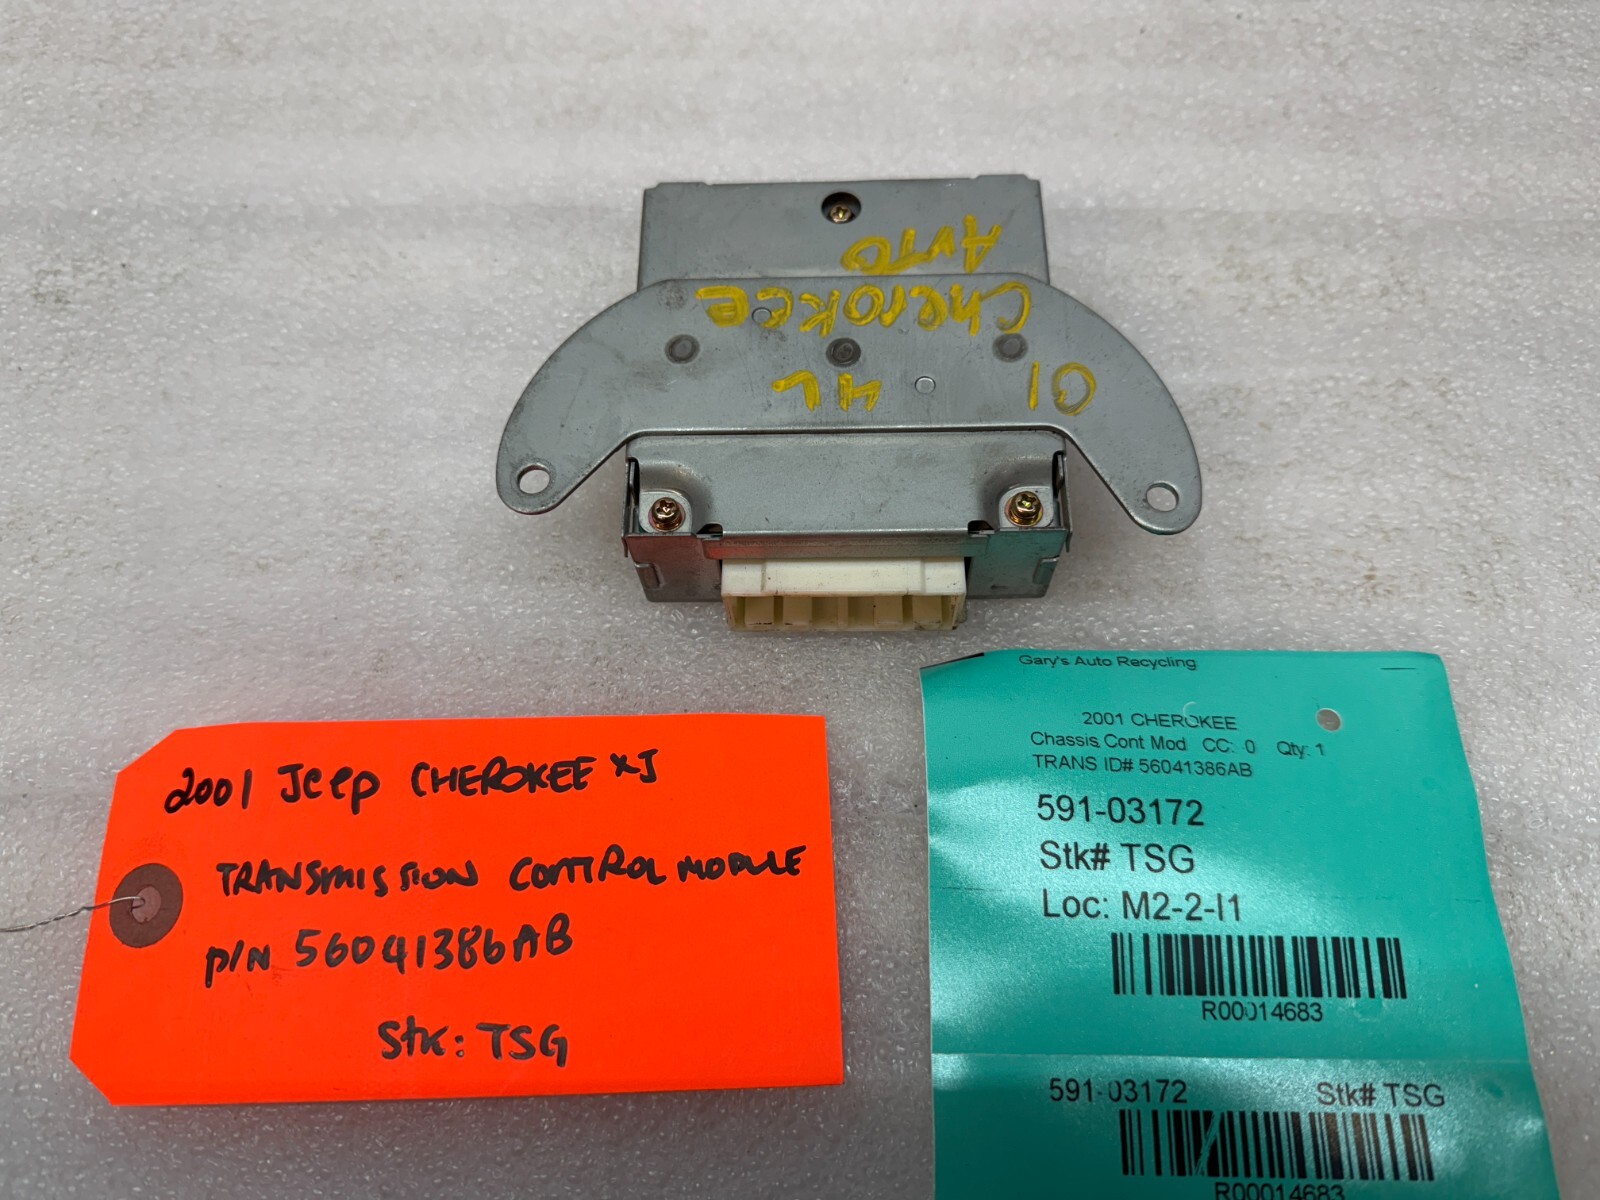 AUTO
Cherokee
01 4L
2001 Jeep CHEROKEE XJ
TRANSMISSION CONTROL MODULE
P/N 56041386AB
Stk: TSG
Gary's Auto Recycling
2001 CHEROKEE
Chassis Cont Mod CC: 0 Qty: 1
TRANS ID# 56041386AB
591-03172
Stk# TSG
Loc: M2-2-I1
R00014683
591-03172 Stk# TSG
R00014683